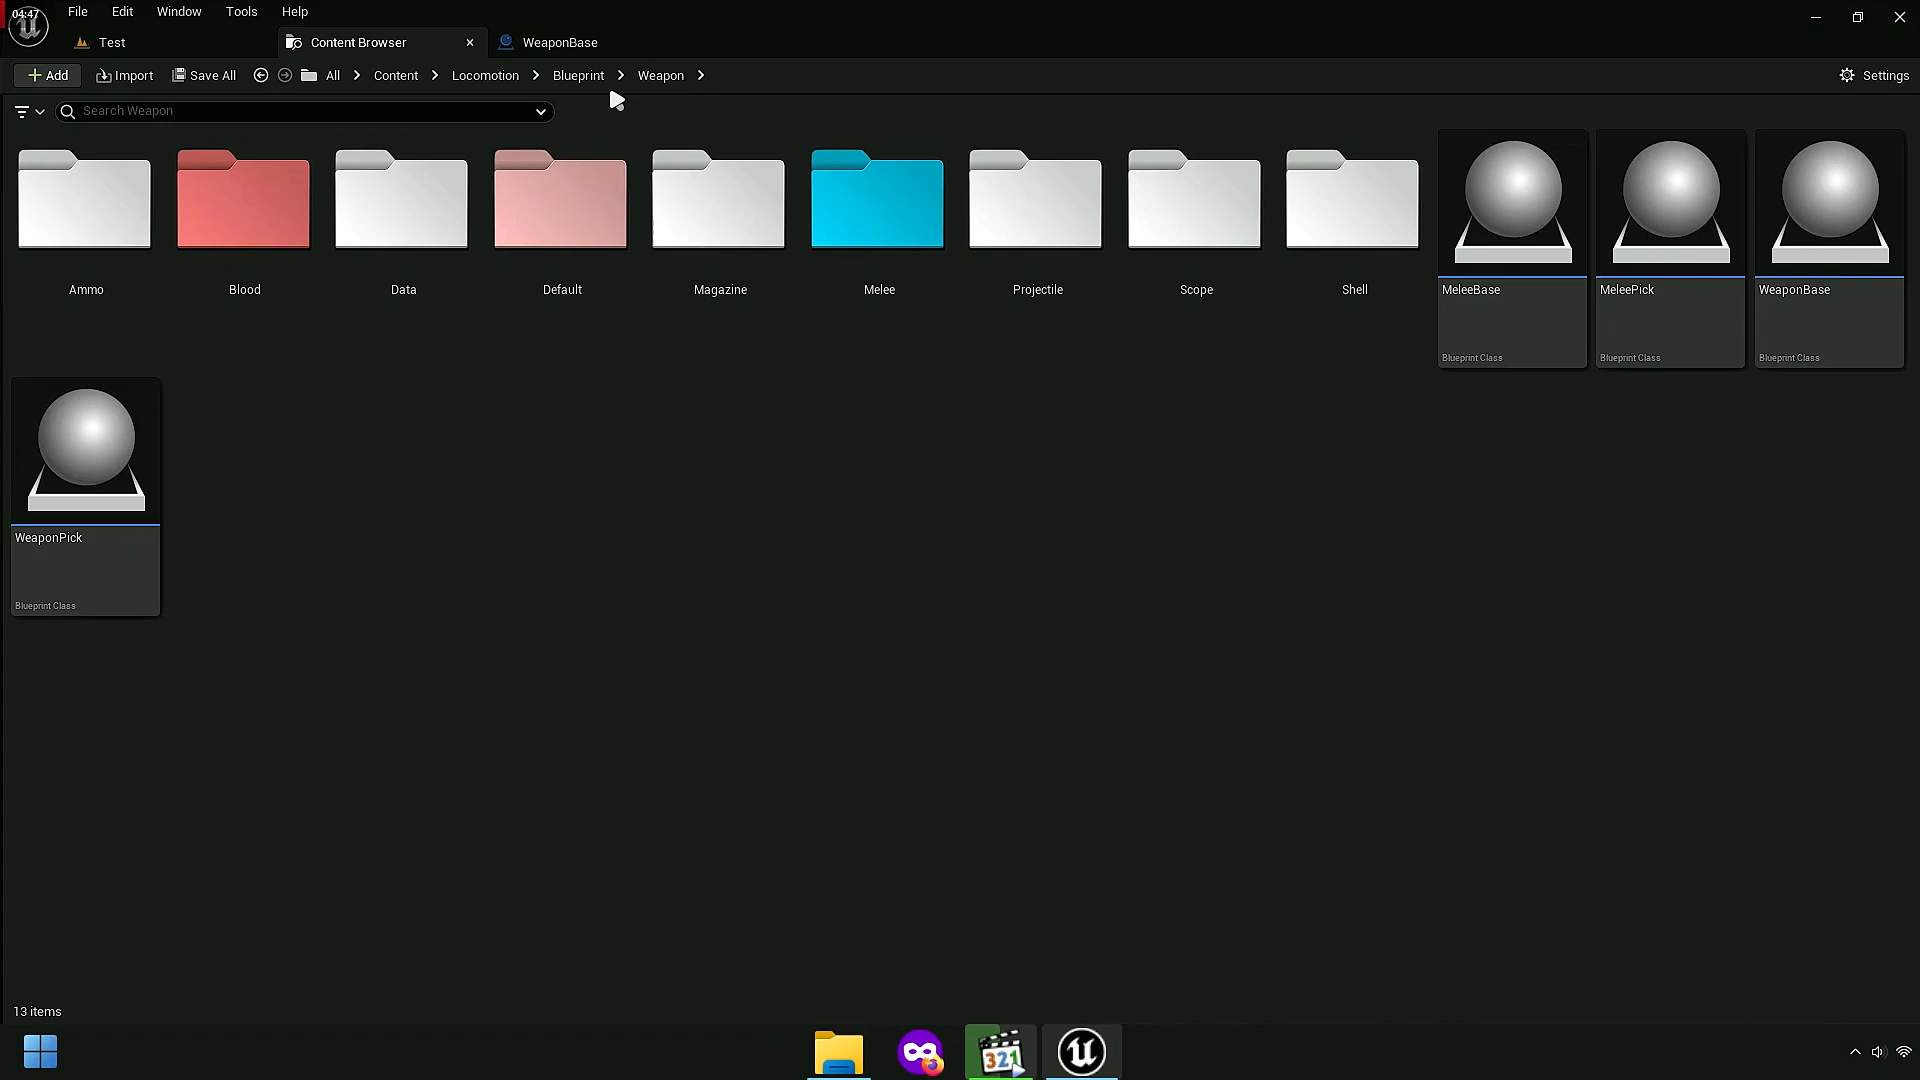 04:47
File Edit Window Tools Help
Test Content Browser WeaponBase
Add Import Save All All Content Locomotion Blueprint Weapon Settings
Search Weapon
Ammo Blood Data Default Magazine Melee Projectile Scope Shell MeleeBase MeleePick WeaponBase
Blueprint Class Blueprint Class Blueprint Class
WeaponPick
Blueprint Class
13 items
321